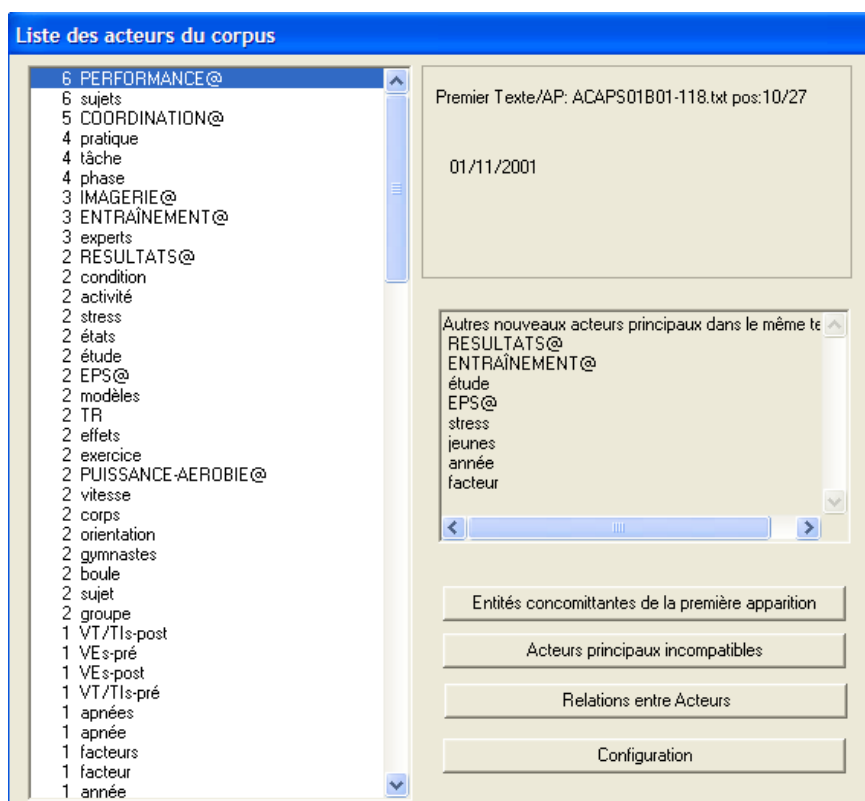 Liste des acteurs du corpus
6 PERFORMANCE@
6 sujets
5 COORDINATION@
4 pratique
4 tâche
4 phase
3 IMAGERIE@
3 ENTRAÎNEMENT@
3 experts
2 RESULTATS@
2 condition
2 activité
2 stress
2 états
2 étude
2 EPS@
2 modèles
2 TR
2 effets
2 exercice
2 PUISSANCE-AEROBIE@
2 vitesse
2 corps
2 orientation
2 gymnastes
2 boule
2 sujet
2 groupe
1 VT/TIs-post
1 VEs-pré
1 VEs-post
1 VT/TIs-pré
1 apnées
1 apnée
1 facteurs
1 facteur
1 année
Premier Texte/AP: ACAPS01B01-118.txt pos:10/27
01/11/2001
Autres nouveaux acteurs principaux dans le même te
RESULTATS@
ENTRAÎNEMENT@
étude
EPS@
stress
jeunes
année
facteur
Entités concomittantes de la première apparition
Acteurs principaux incompatibles
Relations entre Acteurs
Configuration